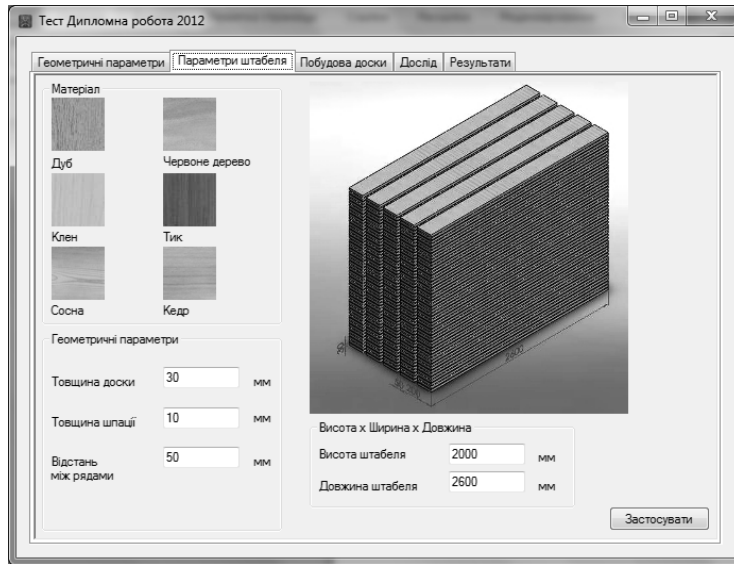 Тест Дипломна робота 2012
Геометричні параметри Параметри штабеля Побудова доски Дослід Результати
Матеріал
Дуб Червоне дерево
Клен Тик
Сосна Кедр
Геометричні параметри
Товщина доски 30 мм
Товщина шпації 10 мм
Відстань між рядами 50 мм
2600
Висота х Ширина х Довжина
Висота штабеля 2000 мм
Довжина штабеля 2600 мм
Застосувати